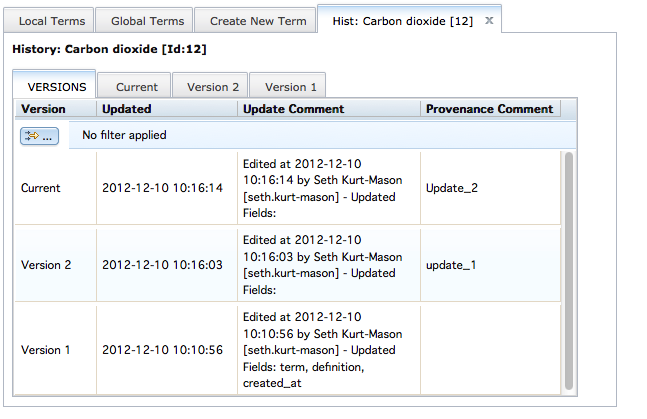 Local Terms Global Terms Create New Term Hist: Carbon dioxide [12] x
History: Carbon dioxide [Id:12]
VERSIONS Current Version 2 Version 1
Version Updated Update Comment Provenance Comment
... No filter applied
Current 2012-12-10 10:16:14 Edited at 2012-12-10
10:16:14 by Seth Kurt-Mason
[seth.kurt-mason] - Updated
Fields:
Update_2
Version 2 2012-12-10 10:16:03 Edited at 2012-12-10
10:16:03 by Seth Kurt-Mason
[seth.kurt-mason] - Updated
Fields:
update_1
Version 1 2012-12-10 10:10:56 Edited at 2012-12-10
10:10:56 by Seth Kurt-Mason
[seth.kurt-mason] - Updated
Fields: term, definition,
created_at